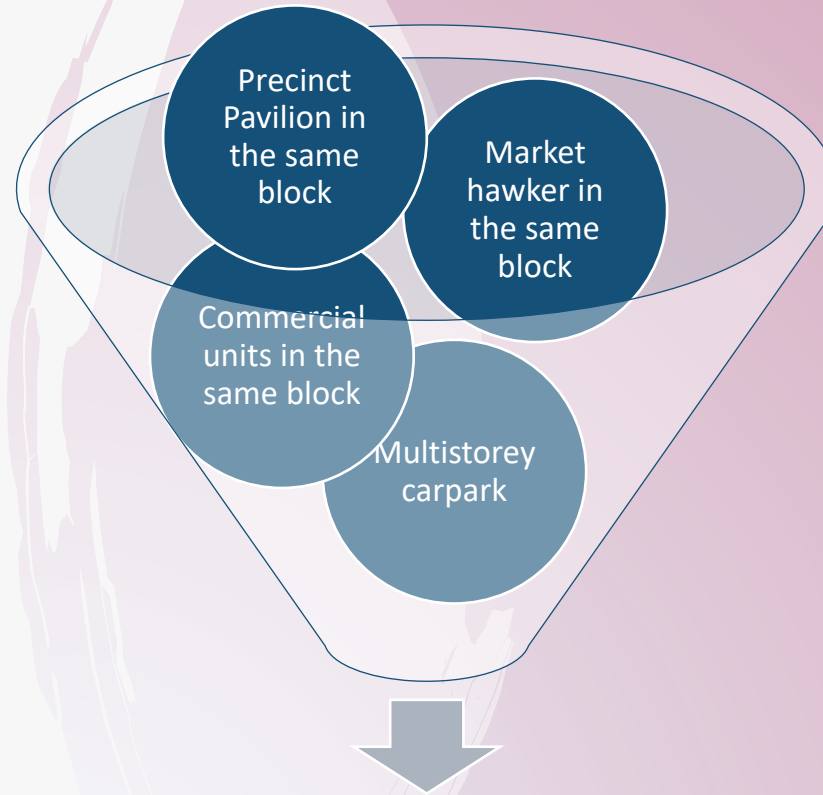 Precinct
Pavilion in
the same
block
Market
hawker in
the same
block
Commercial
units in the
same block
Multistorey
carpark